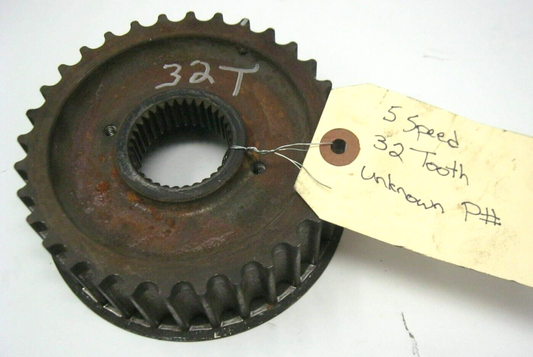 32T
5 Speed
32 Tooth
unknown P#